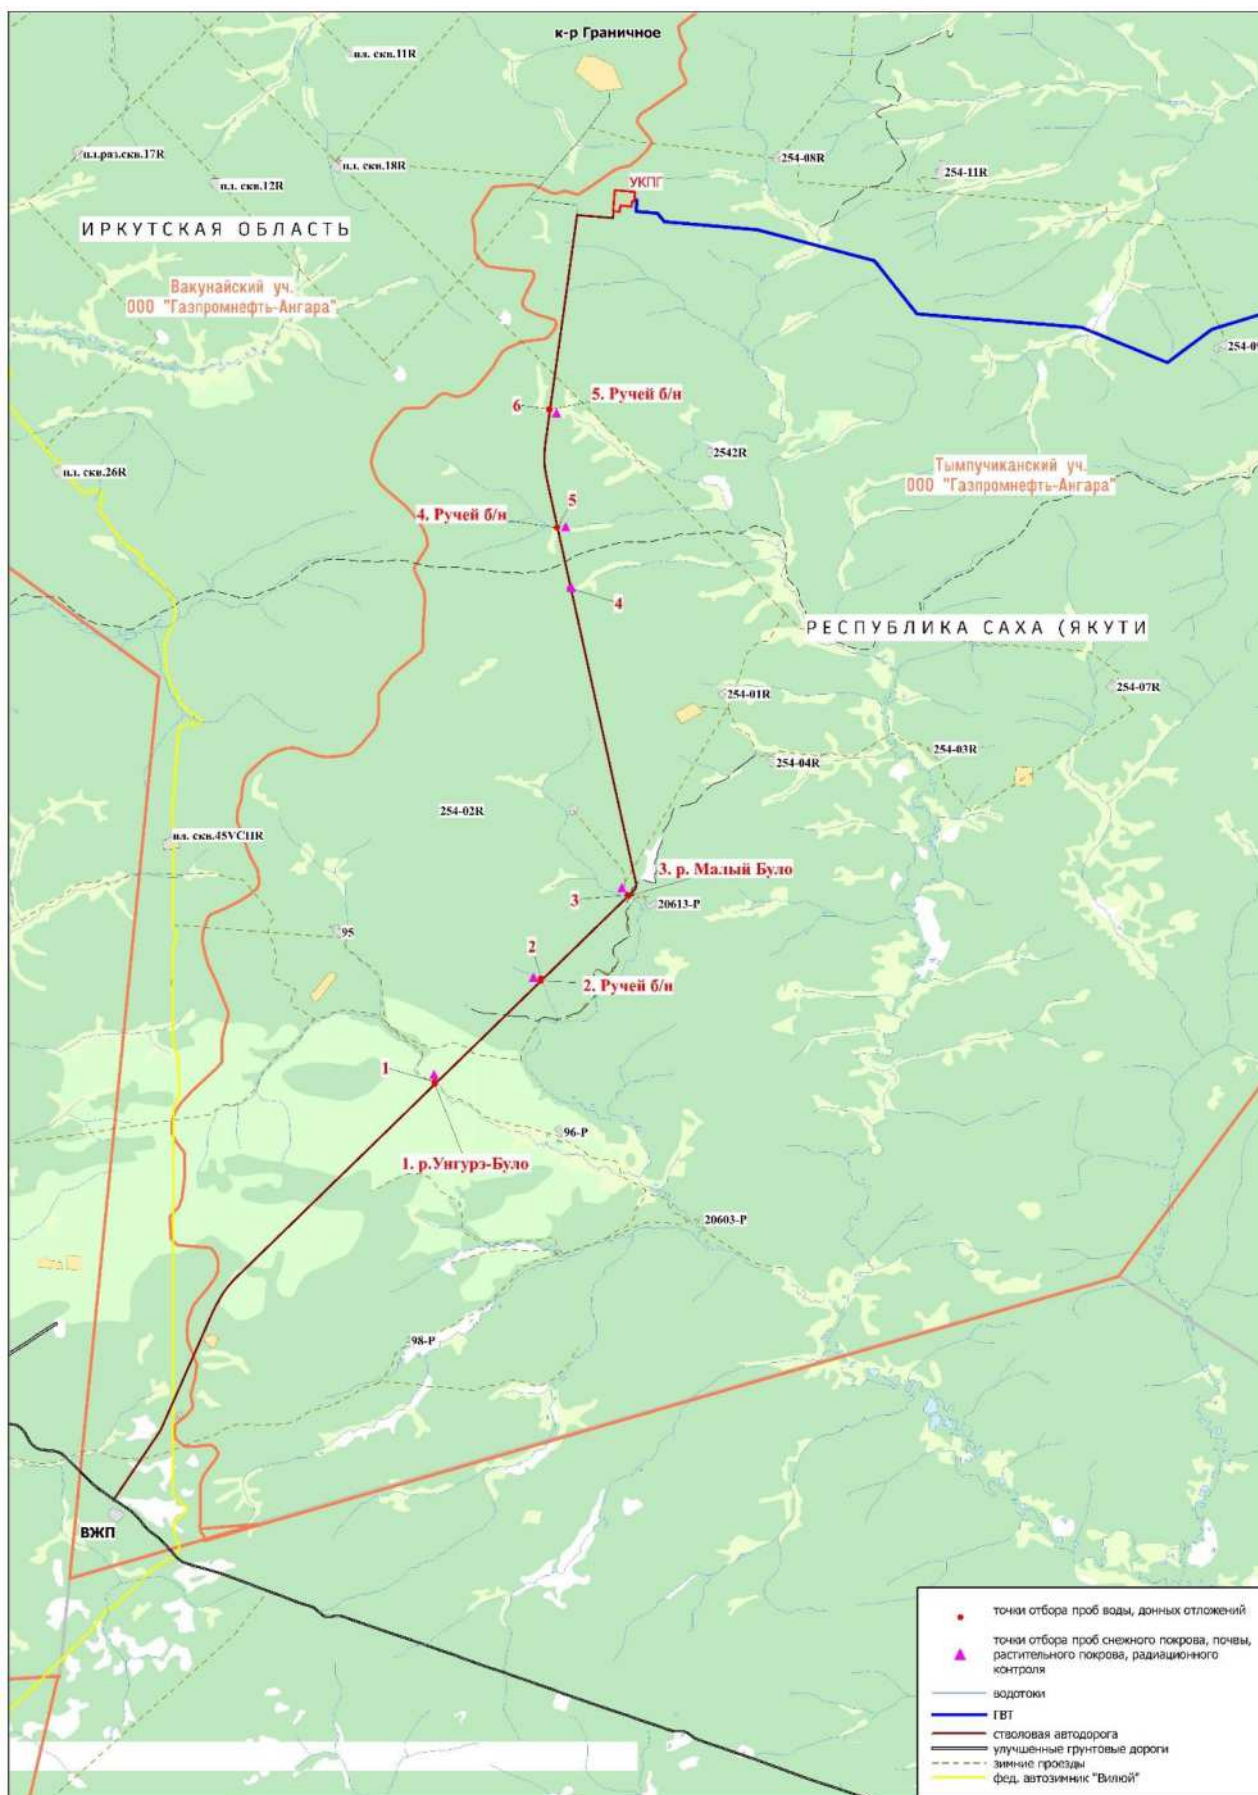 к-р Граничное
пл. скв.11R
пл.раз.скв.17R
пл. скв.18R
пл. скв.12R
254-08R
254-11R
УКПГ
ИРКУТСКАЯ ОБЛАСТЬ
Вакунайский уч.
ООО "Газпромнефть-Ангара"
254-09
6
5. Ручей б/н
2542R
пл. скв.26R
Тымпучиканский уч.
ООО "Газпромнефть-Ангара"
5
4. Ручей б/н
4
РЕСПУБЛИКА САХА (ЯКУТИ
254-01R
254-07R
254-03R
254-04R
254-02R
пл. скв.45VCHR
3. р. Малый Було
3
20613-Р
95
2
2. Ручей б/н
1
96-Р
1. р.Унгурэ-Було
20603-Р
98-Р
ВЖП
точки отбора проб воды, донных отложений
точки отбора проб снежного покрова, почвы,
растительного покрова, радиационного
контроля
водотоки
ГВТ
стволовая автодорога
улучшенные грунтовые дороги
зимние проезды
фед. автозимник "Вилюй"